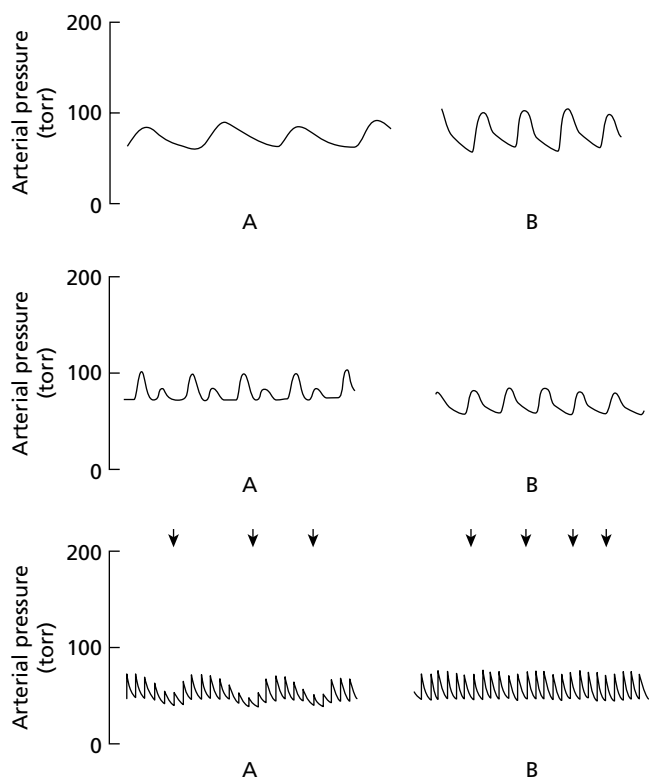 Arterial pressure
(torr)
200
100
0
A
B
Arterial pressure
(torr)
200
100
0
A
B
Arterial pressure
(torr)
200
100
0
A
B